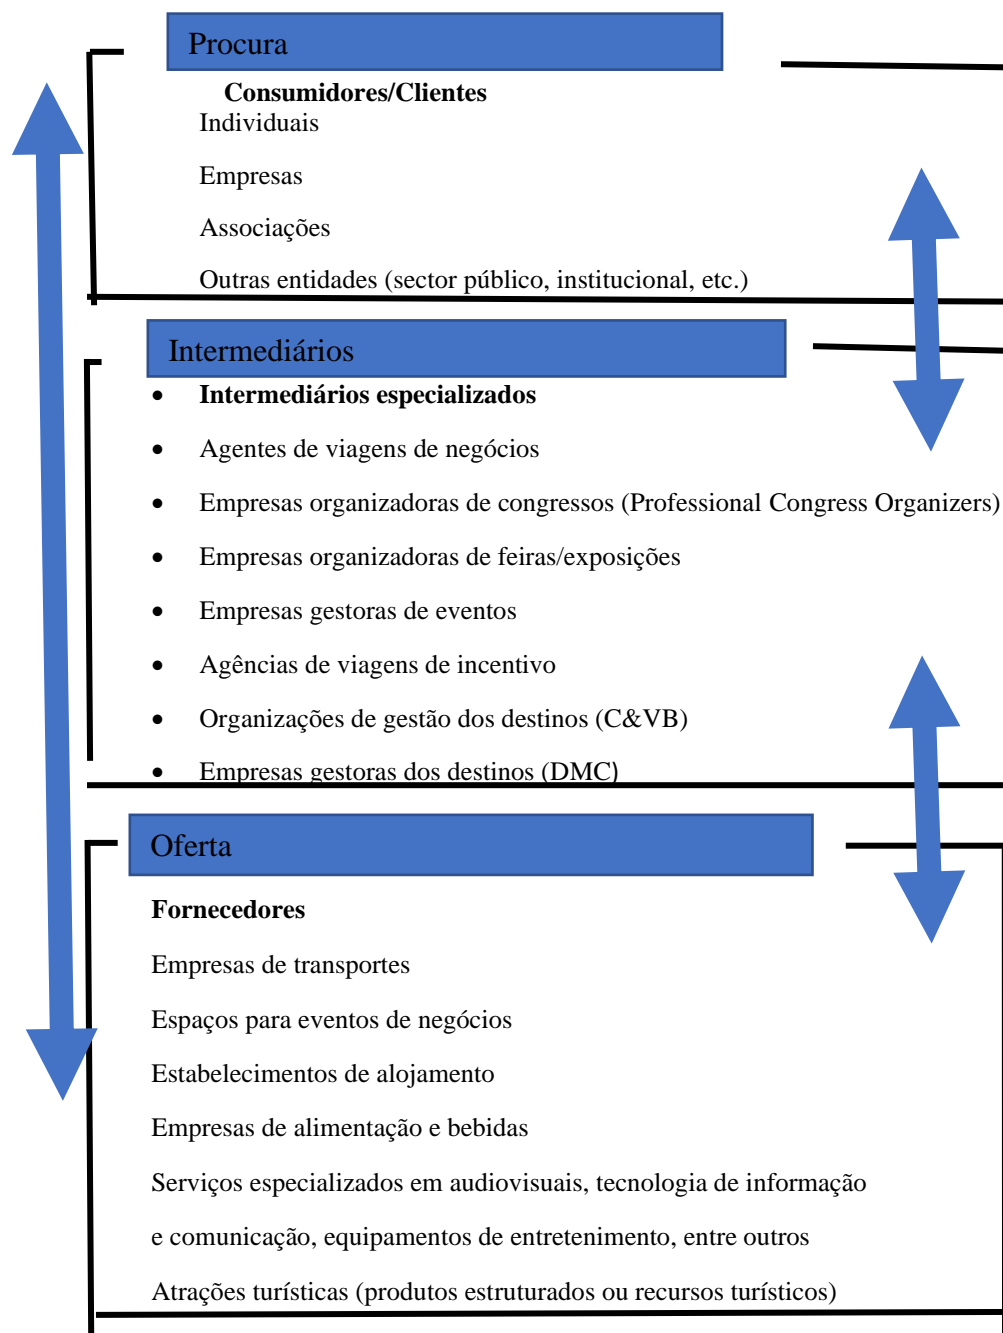 Procura
Consumidores/Clientes
Individuais
Empresas
Associações
Outras entidades (sector público, institucional, etc.)
Intermediários
• Intermediários especializados
• Agentes de viagens de negócios
• Empresas organizadoras de congressos (Professional Congress Organizers)
• Empresas organizadoras de feiras/exposições
• Empresas gestoras de eventos
• Agências de viagens de incentivo
• Organizações de gestão dos destinos (C&VB)
• Empresas gestoras dos destinos (DMC)
Oferta
Fornecedores
Empresas de transportes
Espaços para eventos de negócios
Estabelecimentos de alojamento
Empresas de alimentação e bebidas
Serviços especializados em audiovisuais, tecnologia de informação
e comunicação, equipamentos de entretenimento, entre outros
Atrações turísticas (produtos estruturados ou recursos turísticos)